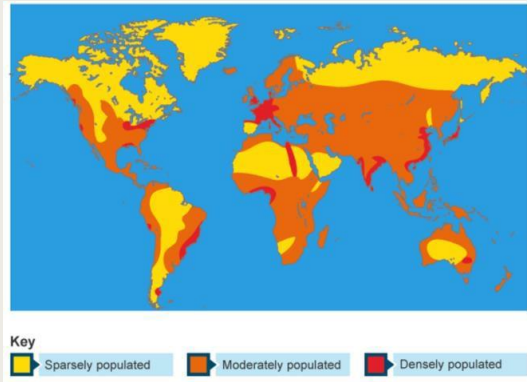 Key
Sparsely populated
Moderately populated
Densely populated